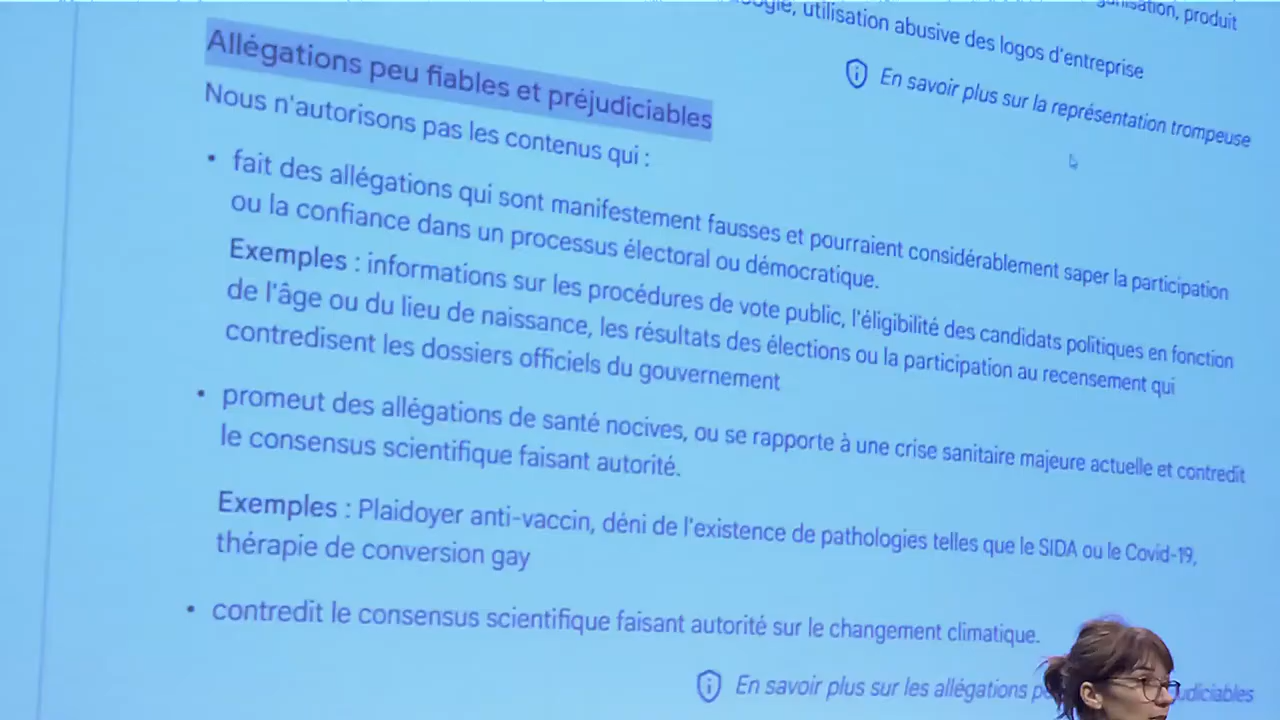 utilisation abusive des logos d'entreprise
produit
En savoir plus sur la représentation trompeuse
Allégations peu fiables et préjudiciables
Nous n'autorisons pas les contenus qui :
• fait des allégations qui sont manifestement fausses et pourraient considérablement saper la participation
ou la confiance dans un processus électoral ou démocratique.
Exemples : informations sur les procédures de vote public, l'éligibilité des candidats politiques en fonction
de l'âge ou du lieu de naissance, les résultats des élections ou la participation au recensement qui
contredisent les dossiers officiels du gouvernement
• promeut des allégations de santé nocives, ou se rapporte à une crise sanitaire majeure actuelle et contredit
le consensus scientifique faisant autorité.
Exemples : Plaidoyer anti-vaccin, déni de l'existence de pathologies telles que le SIDA ou le Covid-19,
thérapie de conversion gay
• contredit le consensus scientifique faisant autorité sur le changement climatique.
En savoir plus sur les allégations